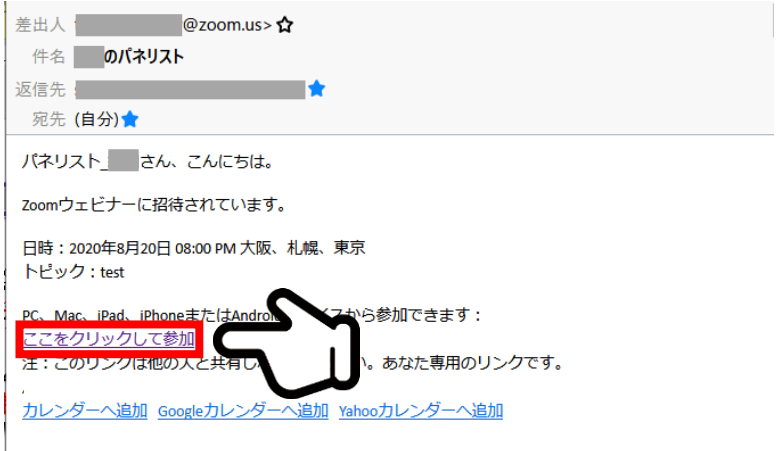 差出人 @zoom.us>
件名 のパネリスト
返信先
宛先 (自分)
パネリスト_ さん、こんにちは。
Zoomウェビナーに招待されています。
日時：2020年8月20日 08:00 PM 大阪、札幌、東京
トピック：test
PC、Mac、iPad、iPhoneまたはAndroid イスから参加できます：
ここをクリックして参加
注：このリンクは他の人と共有し い。あなた専用のリンクです。
カレンダーへ追加 Googleカレンダーへ追加 Yahooカレンダーへ追加